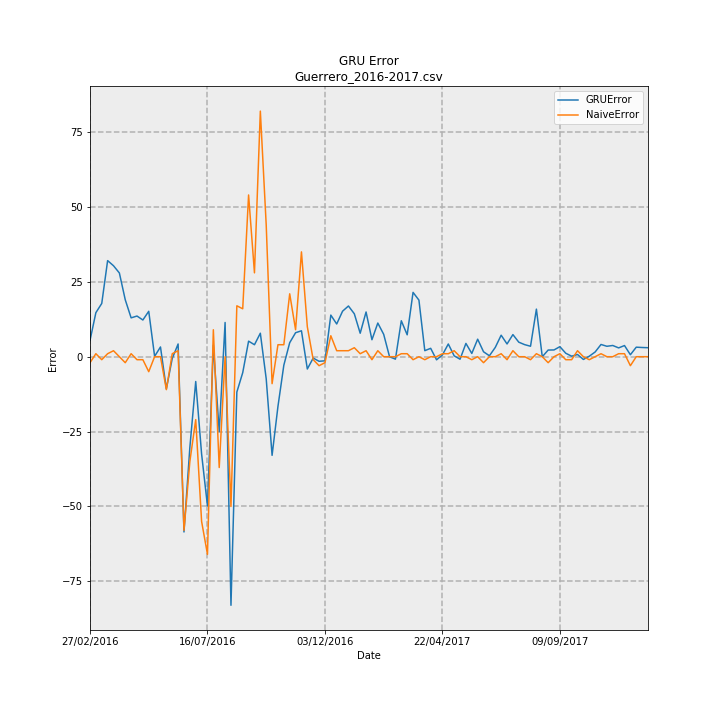 GRU Error
Guerrero_2016-2017.csv
GRUError
NaiveError
75
50
25
0
−25
−50
−75
Error
27/02/2016
16/07/2016
03/12/2016
22/04/2017
09/09/2017
Date